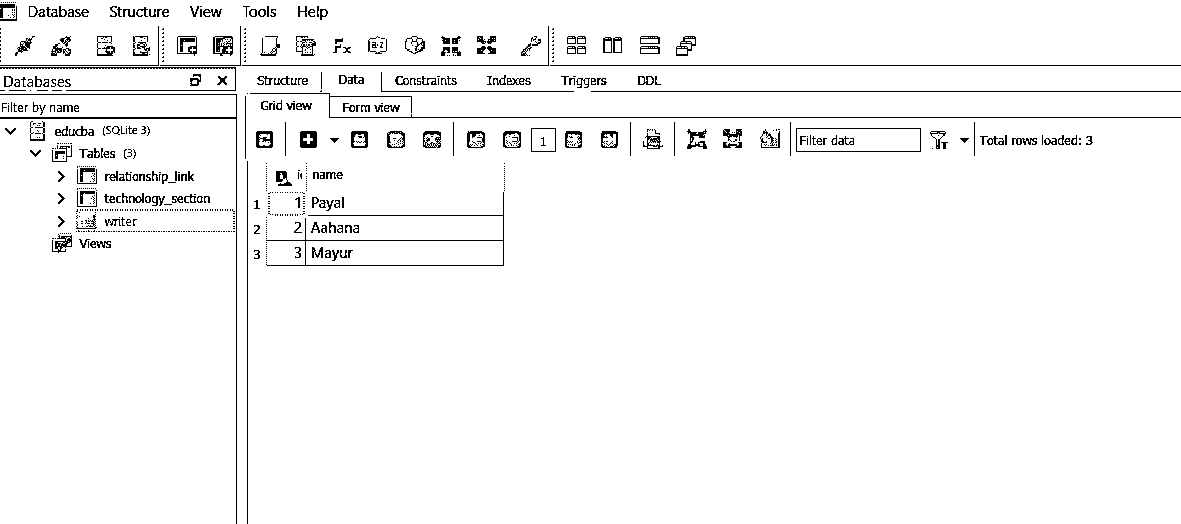 Database Structure View Tools Help
Databases
Filter by name
educba (SQLite 3)
Tables (3)
relationship_link
technology_section
writer
Views
Structure Data Constraints Indexes Triggers DDL
Grid view Form view
1 Filter data Total rows loaded: 3
name
1 1 Payal
2 2 Aahana
3 3 Mayur